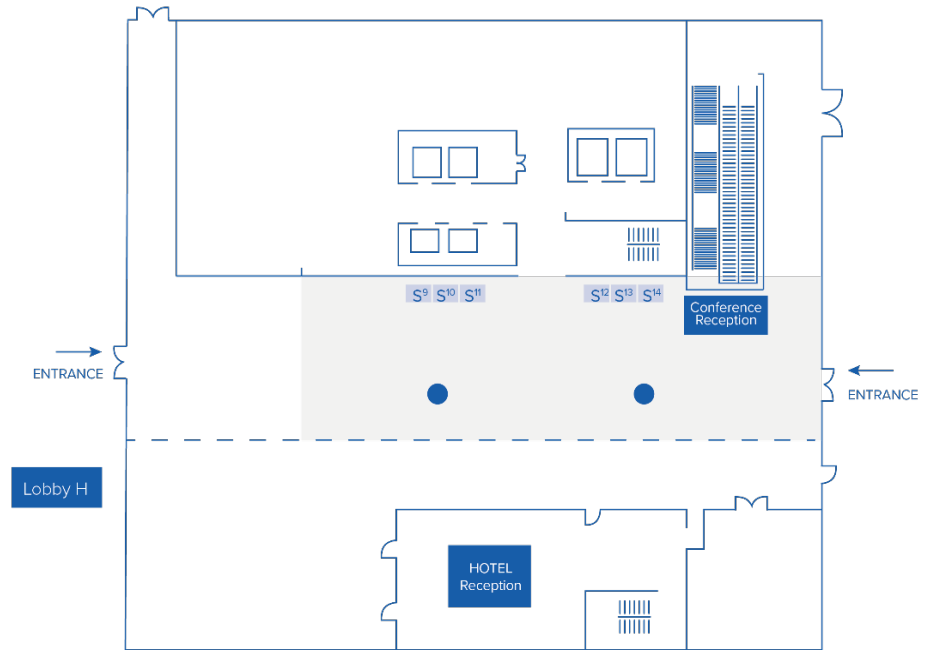 S⁹ S¹⁰ S¹¹ S¹² S¹³ S¹⁴
Conference
Reception
ENTRANCE
ENTRANCE
Lobby H
HOTEL
Reception